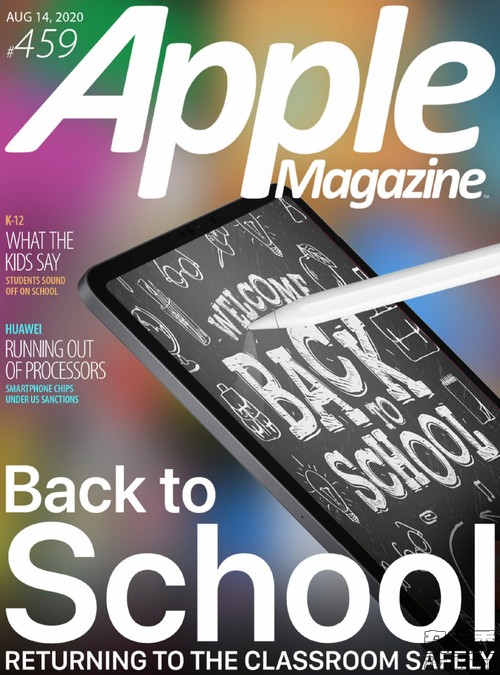 AUG 14, 2020
#459
Apple
Magazine
TM
K-12
WHAT THE
KIDS SAY
STUDENTS SOUND
OFF ON SCHOOL
HUAWEI
RUNNING OUT
OF PROCESSORS
SMARTPHONE CHIPS
UNDER US SANCTIONS
WELCOME
BACK
TO
SCHOOL
Back to
School
RETURNING TO THE CLASSROOM SAFELY